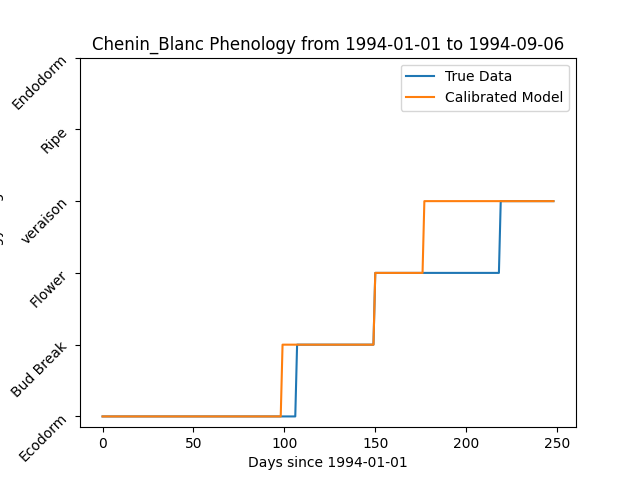 Chenin_Blanc Phenology from 1994-01-01 to 1994-09-06
True Data
Calibrated Model
Endodorm
Ripe
veraison
Flower
Bud Break
Ecodorm
0 50 100 150 200 250
Days since 1994-01-01